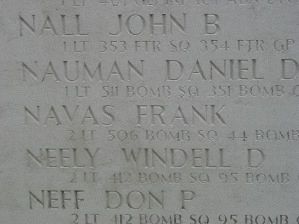 NALL JOHN B
1 LT 353 FTR SQ 354 FTR GP
NAUMAN DANIEL D
1 LT 511 BOMB SQ 351 BOMB
NAVAS FRANK
2 LT 506 BOMB SQ 44 BOMB
NEELY WINDELL D
2 LT 412 BOMB SQ 95 BOMB
NEFF DON P
2 LT 412 BOMB SQ 95 BOMB